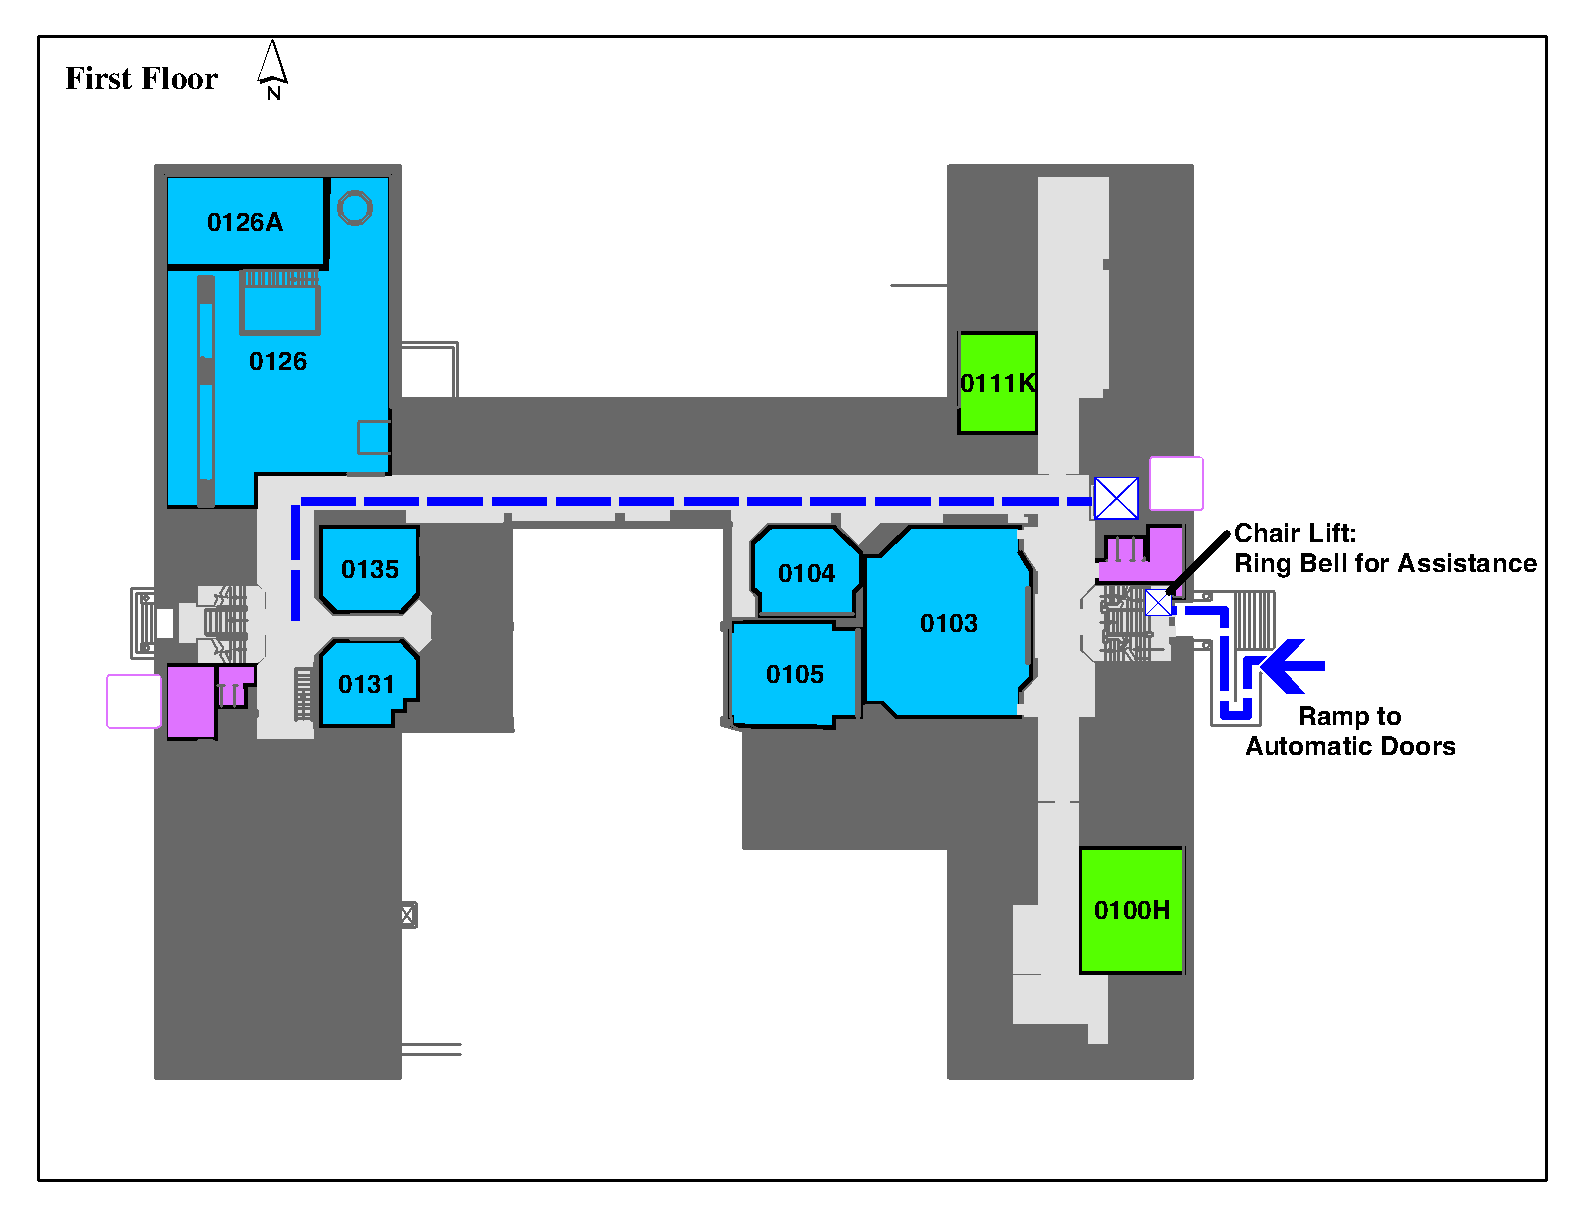 First Floor
N
0126A
0126
0111K
Chair Lift:
Ring Bell for Assistance
0135
0104
0103
0131
0105
Ramp to
Automatic Doors
0100H